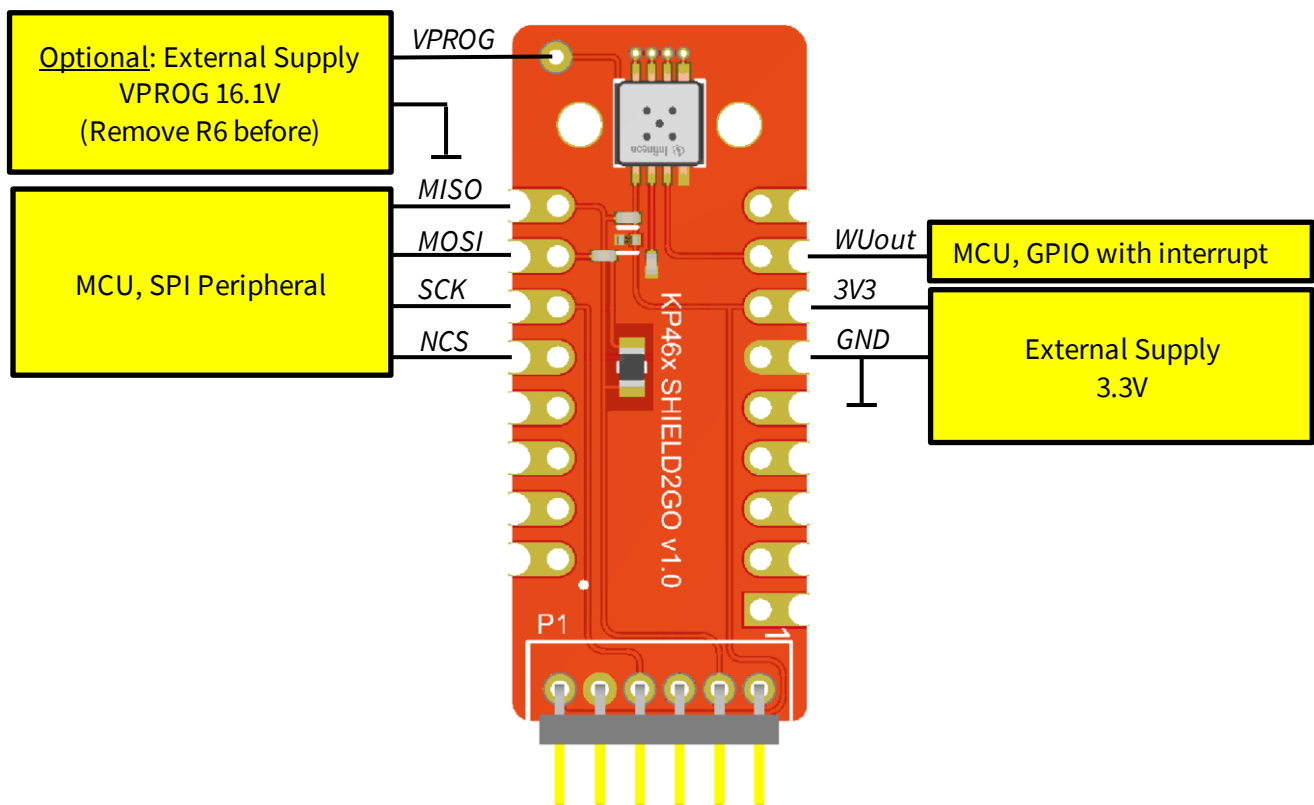 Optional: External Supply
VPROG 16.1V
(Remove R6 before)
VPROG
MISO
MOSI
SCK
NCS
MCU, SPI Peripheral
WUout
3V3
GND
MCU, GPIO with interrupt
External Supply
3.3V
Infineon
KP46x SHIELD2GO v1.0
P1
1